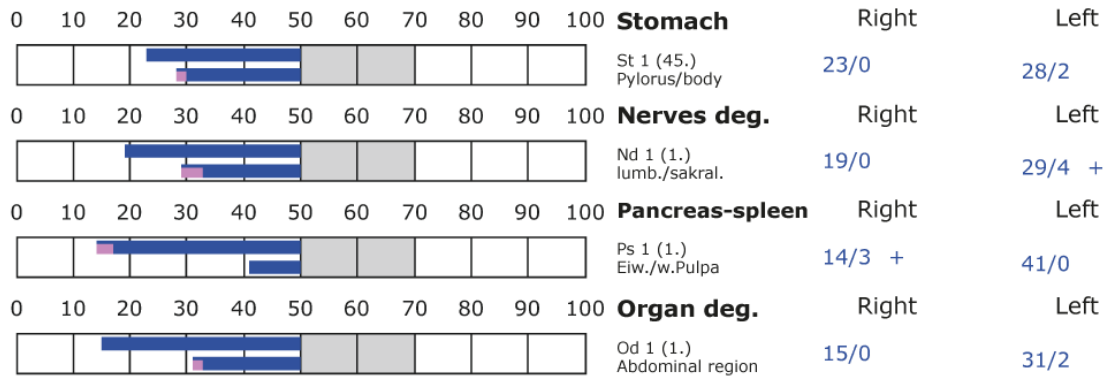 0 10 20 30 40 50 60 70 80 90 100 Stomach Right Left
St 1 (45.)
Pylorus/body
23/0 28/2
0 10 20 30 40 50 60 70 80 90 100 Nerves deg. Right Left
Nd 1 (1.)
lumb./sakral.
19/0 29/4 +
0 10 20 30 40 50 60 70 80 90 100 Pancreas-spleen Right Left
Ps 1 (1.)
Eiw./w.Pulpa
14/3 + 41/0
0 10 20 30 40 50 60 70 80 90 100 Organ deg. Right Left
Od 1 (1.)
Abdominal region
15/0 31/2